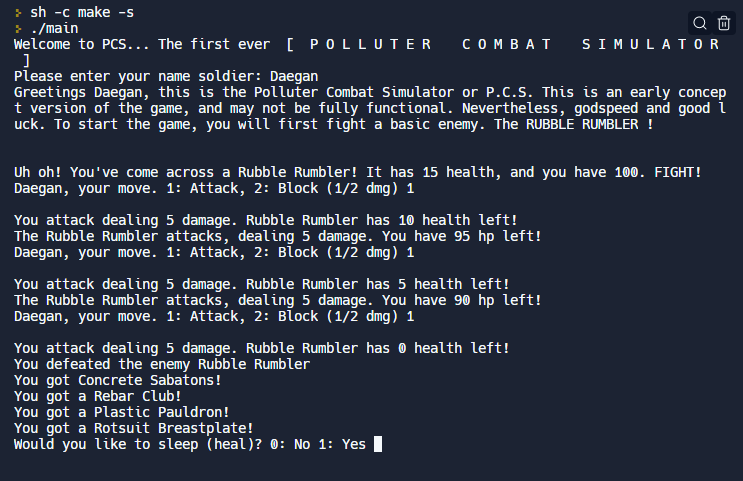 > sh -c make -s
> ./main
Welcome to PCS... The first ever  [  P O L L U T E R   C O M B A T   S I M U L A T O R
 ]
Please enter your name soldier: Daegan
Greetings Daegan, this is the Polluter Combat Simulator or P.C.S. This is an early concep
t version of the game, and may not be fully functional. Nevertheless, godspeed and good l
uck. To start the game, you will first fight a basic enemy. The RUBBLE RUMBLER !
Uh oh! You've come across a Rubble Rumbler! It has 15 health, and you have 100. FIGHT!
Daegan, your move. 1: Attack, 2: Block (1/2 dmg) 1
You attack dealing 5 damage. Rubble Rumbler has 10 health left!
The Rubble Rumbler attacks, dealing 5 damage. You have 95 hp left!
Daegan, your move. 1: Attack, 2: Block (1/2 dmg) 1
You attack dealing 5 damage. Rubble Rumbler has 5 health left!
The Rubble Rumbler attacks, dealing 5 damage. You have 90 hp left!
Daegan, your move. 1: Attack, 2: Block (1/2 dmg) 1
You attack dealing 5 damage. Rubble Rumbler has 0 health left!
You defeated the enemy Rubble Rumbler
You got Concrete Sabatons!
You got a Rebar Club!
You got a Plastic Pauldron!
You got a Rotsuit Breastplate!
Would you like to sleep (heal)? 0: No 1: Yes